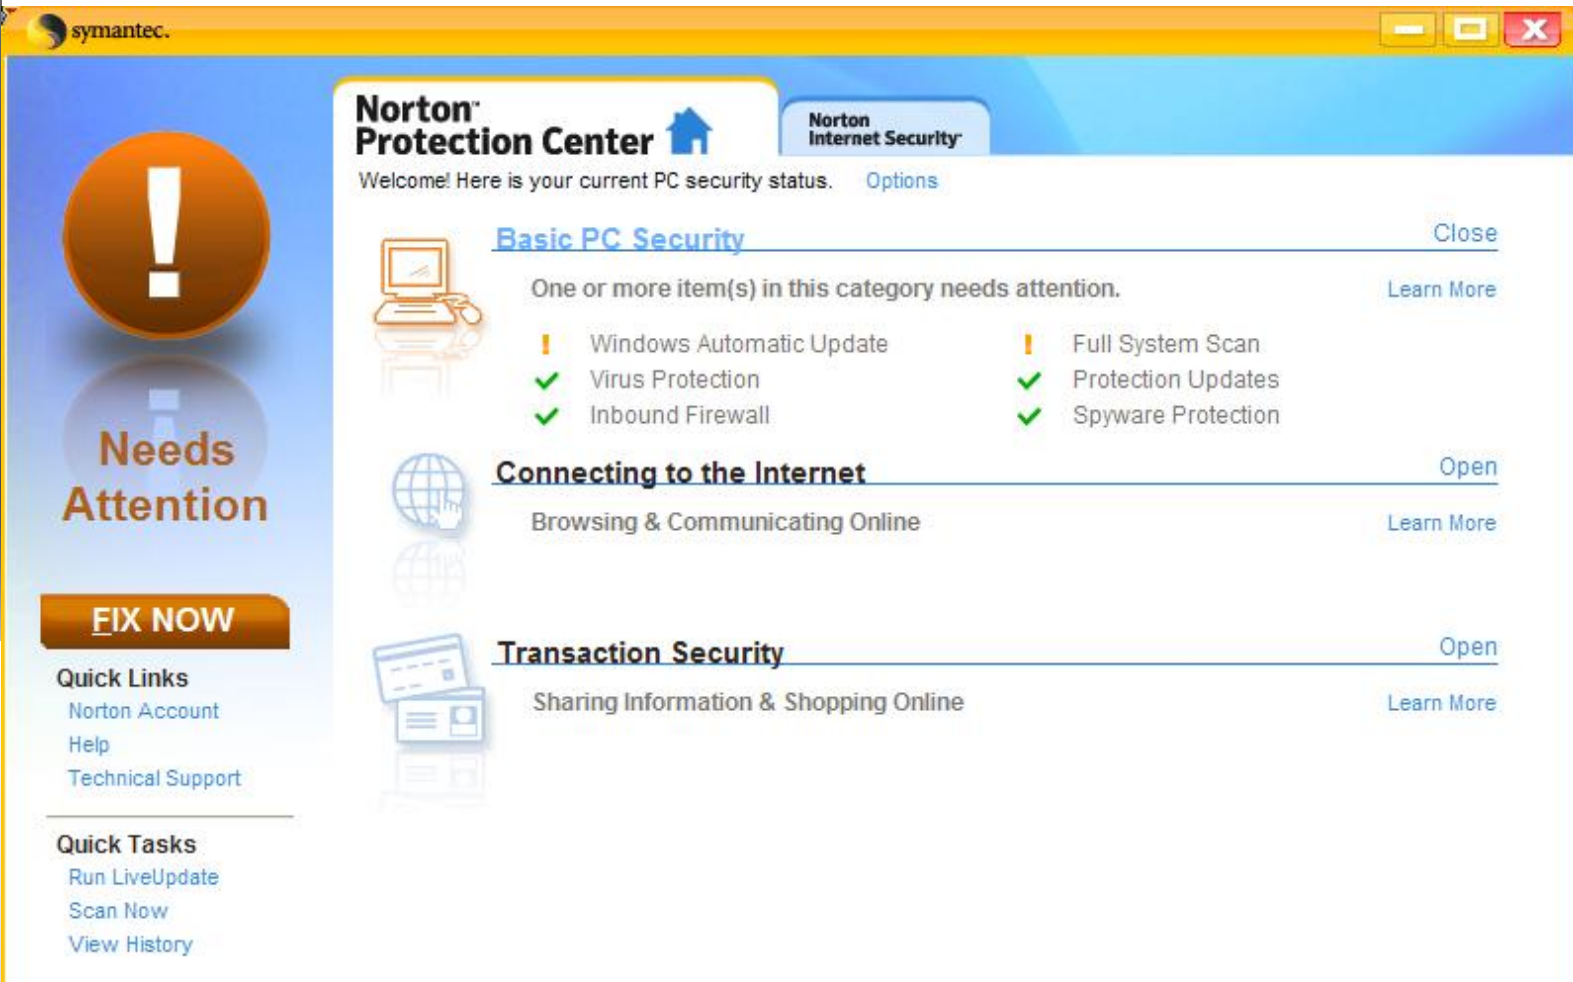 symantec.
Norton™
Protection Center
Norton
Internet Security™
Welcome! Here is your current PC security status. Options
Basic PC Security Close
One or more item(s) in this category needs attention. Learn More
! Windows Automatic Update ! Full System Scan
✓ Virus Protection ✓ Protection Updates
✓ Inbound Firewall ✓ Spyware Protection
Connecting to the Internet Open
Browsing & Communicating Online Learn More
Transaction Security Open
Sharing Information & Shopping Online Learn More
!
Needs
Attention
FIX NOW
Quick Links
Norton Account
Help
Technical Support
Quick Tasks
Run LiveUpdate
Scan Now
View History